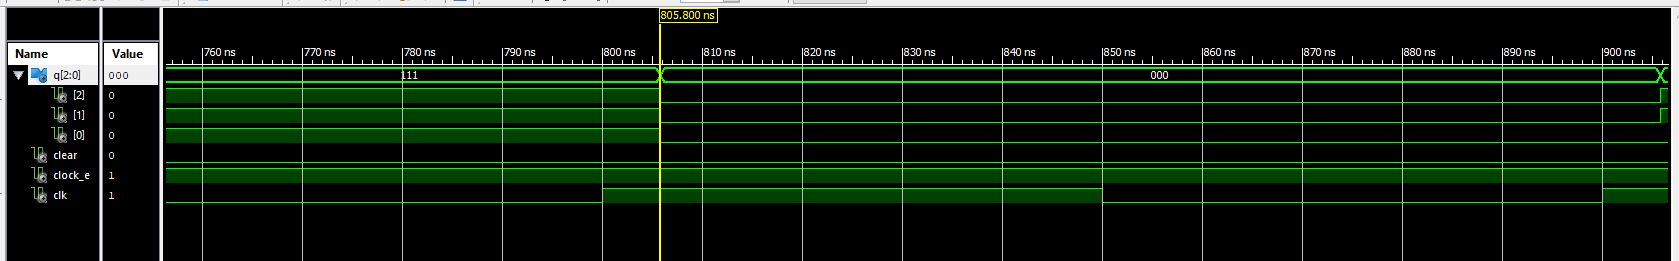 805.800 ns
Name Value 760 ns 770 ns 780 ns 790 ns 800 ns 810 ns 820 ns 830 ns 840 ns 850 ns 860 ns 870 ns 880 ns 890 ns 900 ns
q[2:0] 000 111 000
[2] 0
[1] 0
[0] 0
clear 0
clock_e 1
clk 1